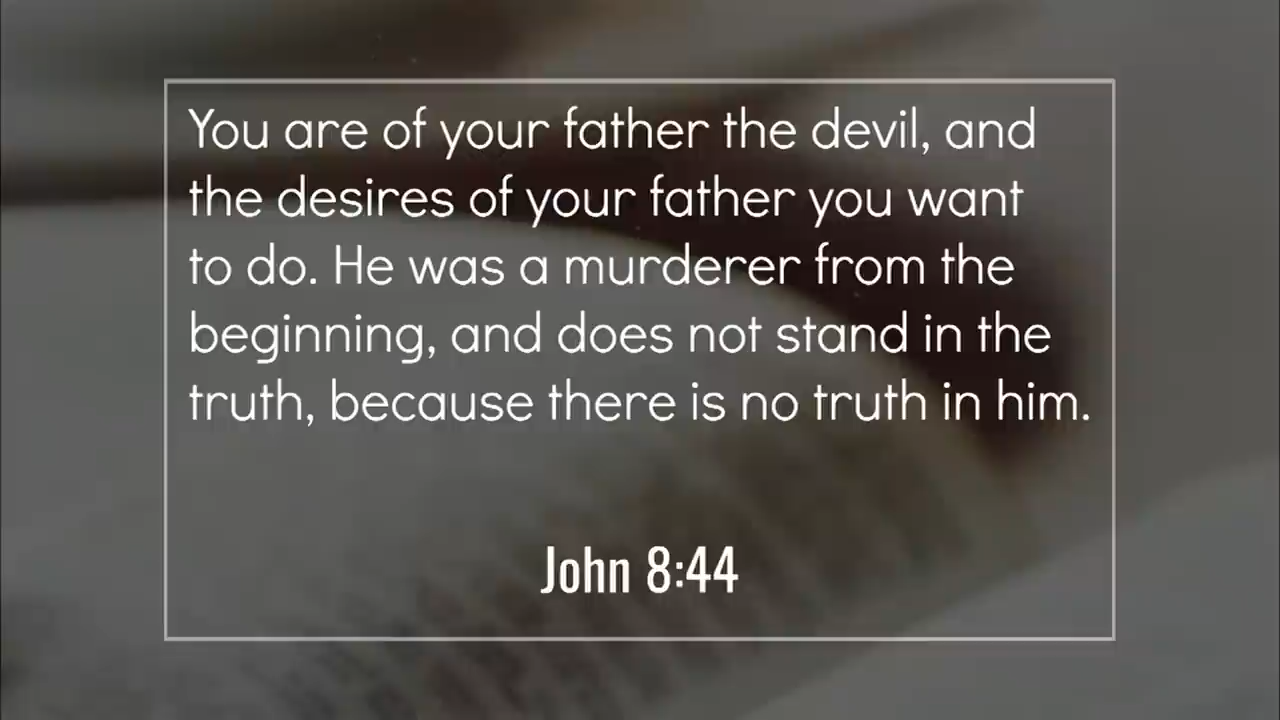 You are of your father the devil, and
the desires of your father you want
to do. He was a murderer from the
beginning, and does not stand in the
truth, because there is no truth in him.
John 8:44